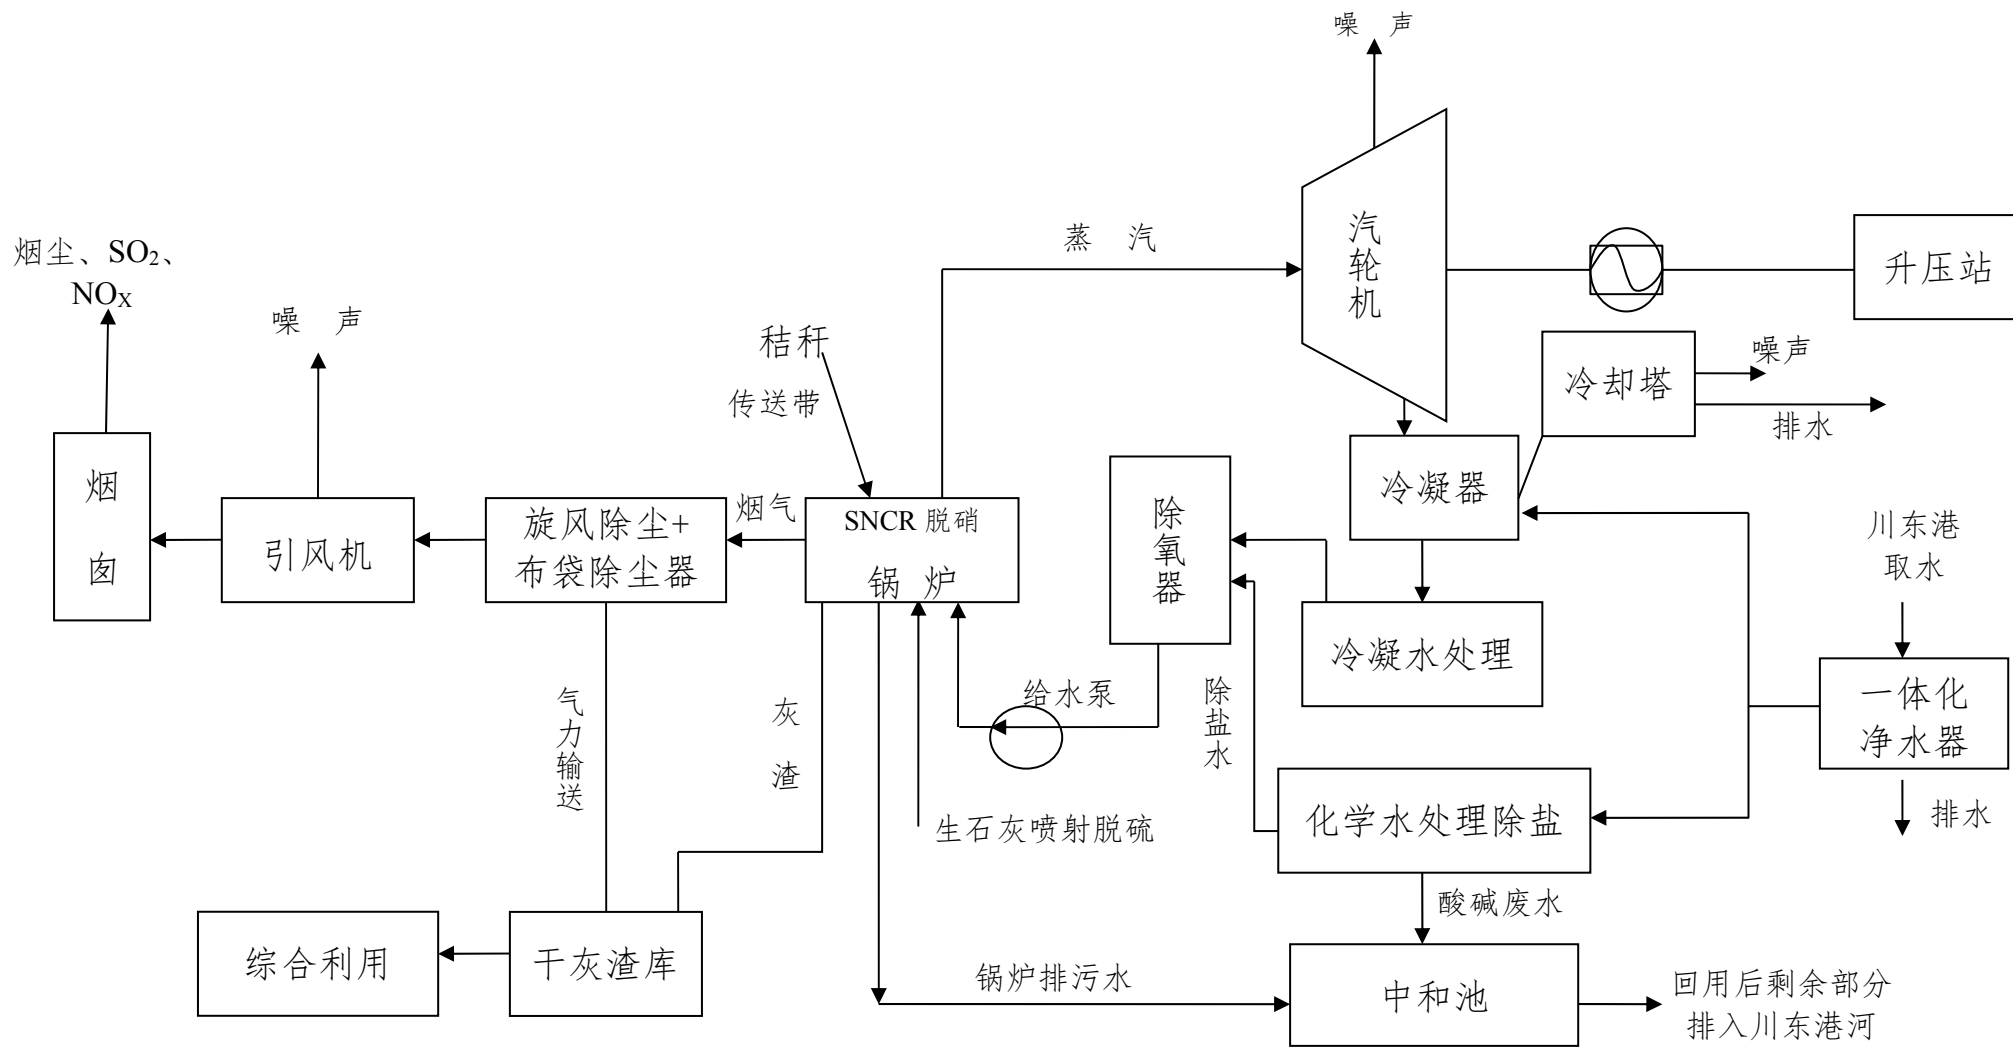 噪 声
汽轮机
蒸 汽
升压站
烟尘、SO₂、
NOₓ
噪 声
秸秆
传送带
噪声
冷却塔
排水
冷凝器
烟
囱
引风机
旋风除尘+
布袋除尘器
烟气
SNCR 脱硝
锅 炉
除氧器
川东港
取水
冷凝水处理
一体化
净水器
排水
气力输送
灰
渣
给水泵
除盐水
生石灰喷射脱硫
化学水处理除盐
酸碱废水
综合利用
干灰渣库
锅炉排污水
中和池
回用后剩余部分
排入川东港河